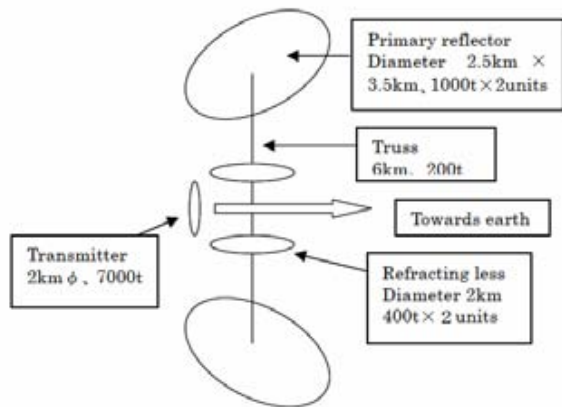 Primary reflector
Diameter 2.5km ×
3.5km、1000t×2units
Truss
6km、200t
Towards earth
Transmitter
2kmφ、7000t
Refracting less
Diameter 2km
400t×2 units